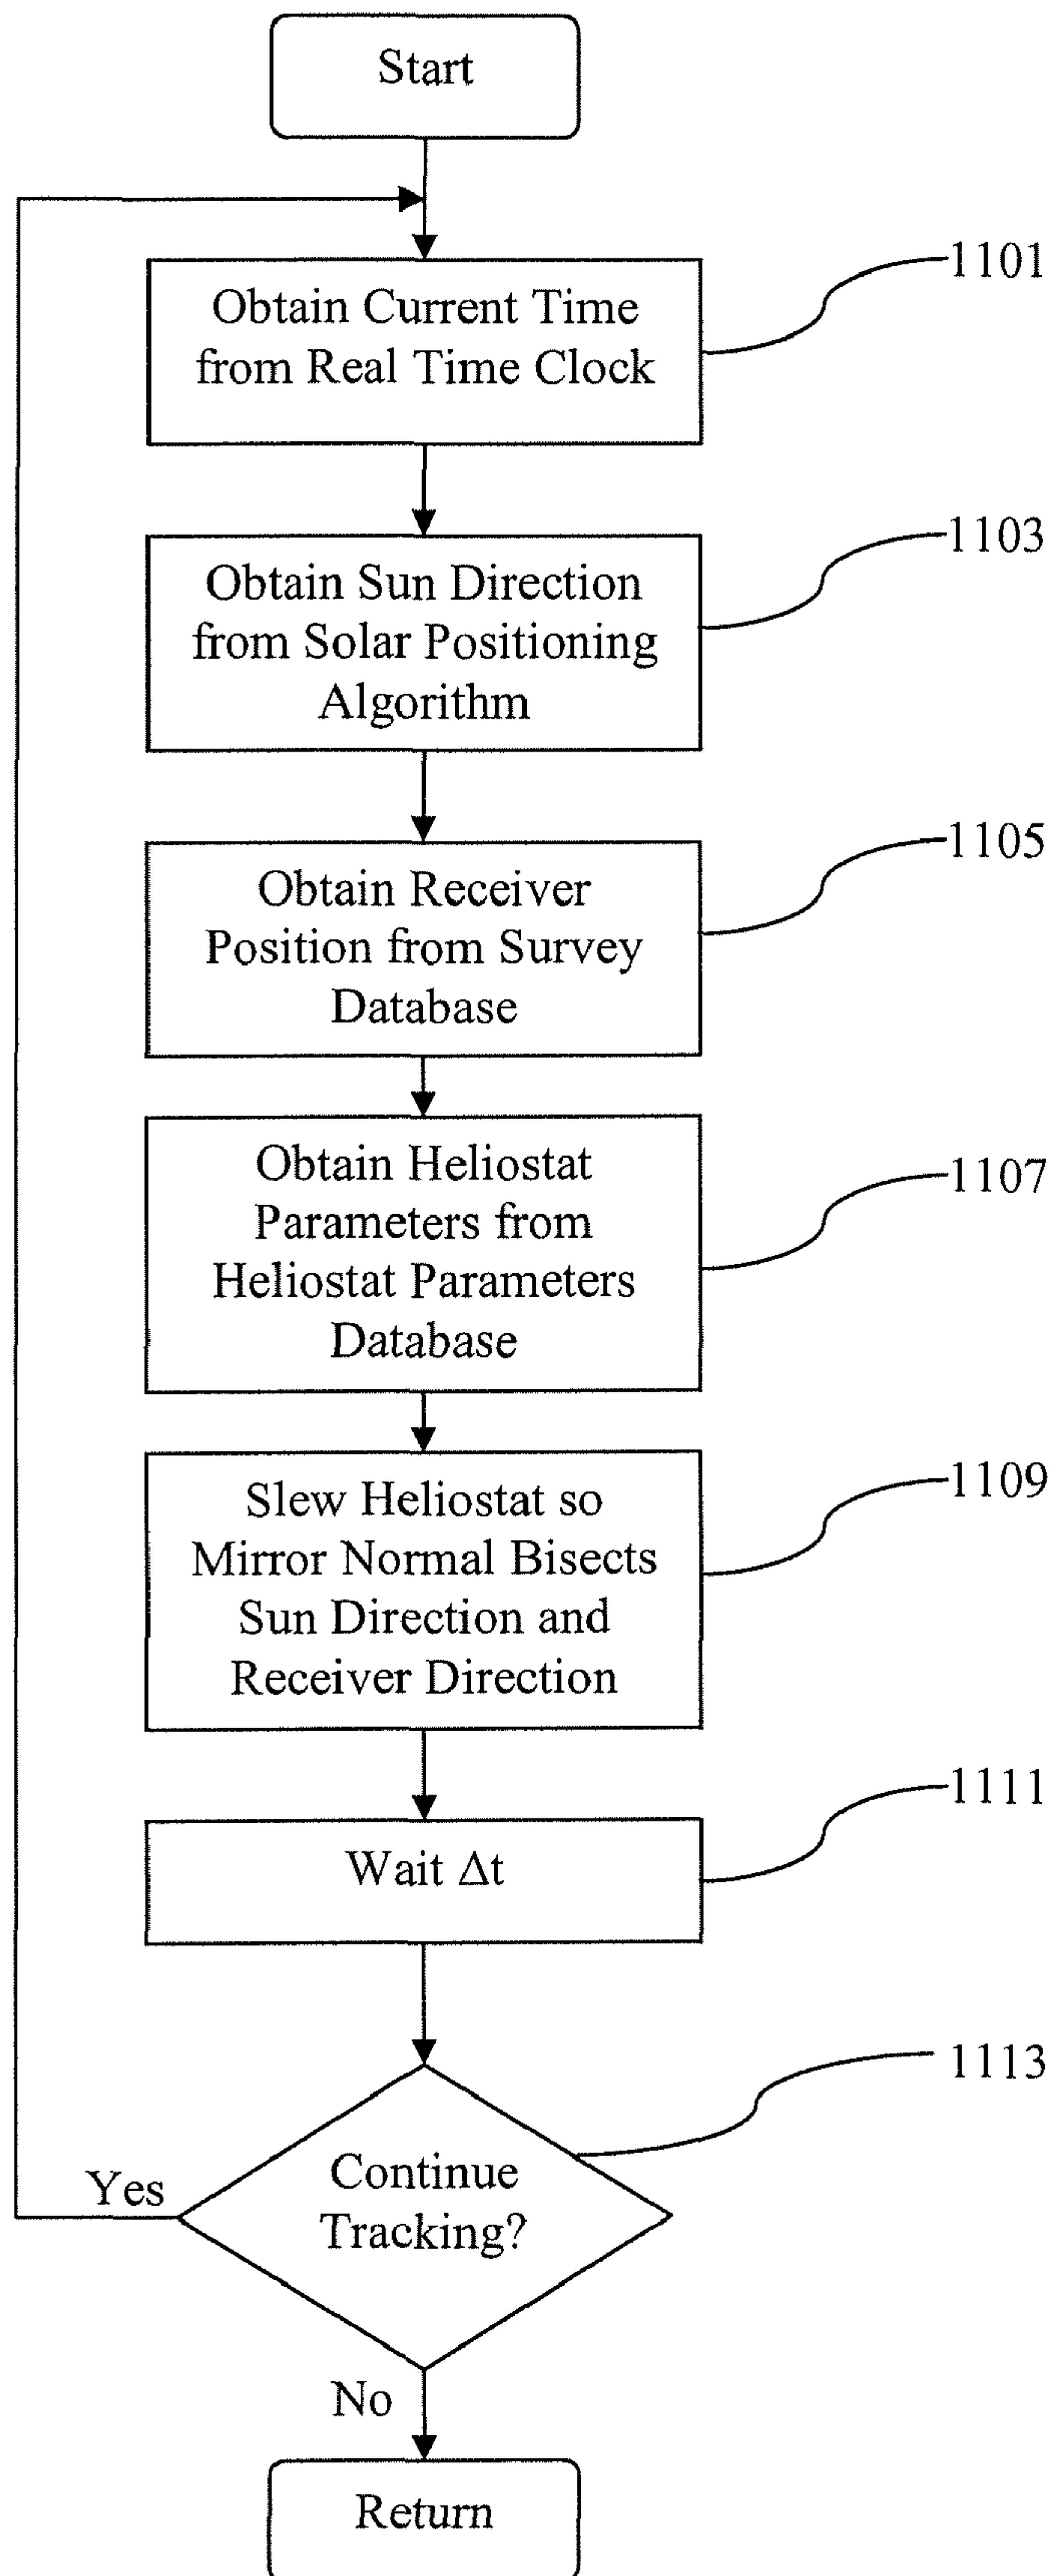 Start
Obtain Current Time
from Real Time Clock
1101
Obtain Sun Direction
from Solar Positioning
Algorithm
1103
Obtain Receiver
Position from Survey
Database
1105
Obtain Heliostat
Parameters from
Heliostat Parameters
Database
1107
Slew Heliostat so
Mirror Normal Bisects
Sun Direction and
Receiver Direction
1109
Wait Δt
1111
Continue
Tracking?
1113
Yes
No
Return